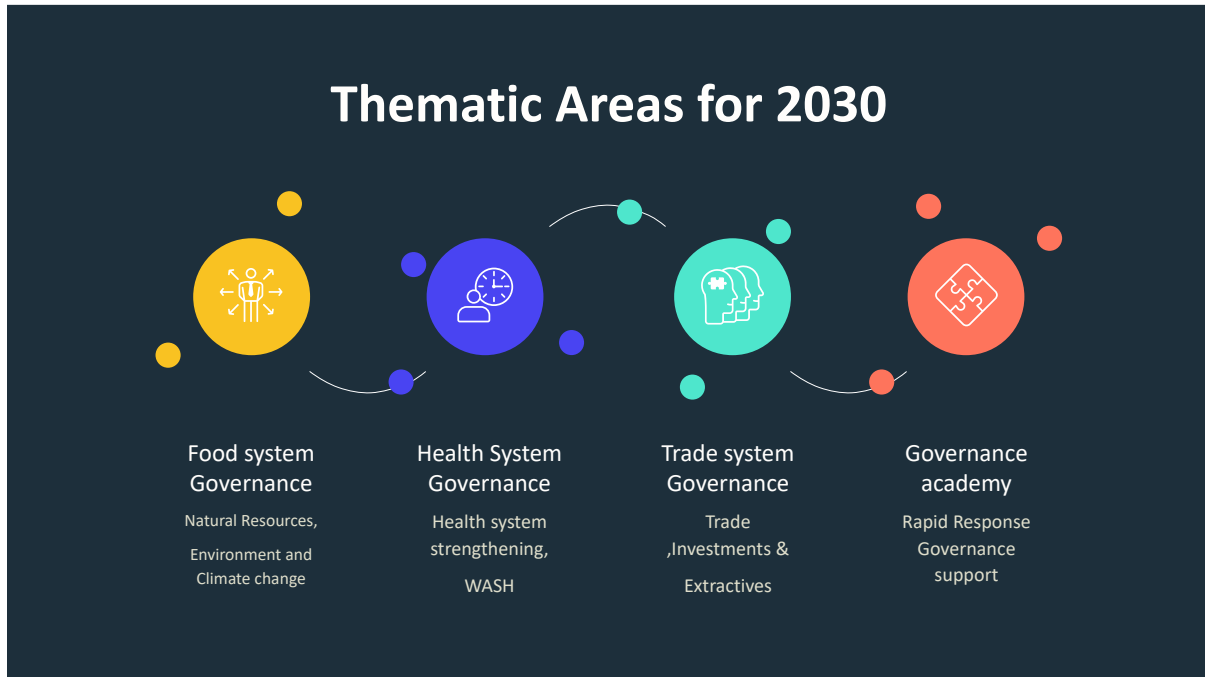 Thematic Areas for 2030
Food system
Governance
Natural Resources,
Environment and
Climate change
Health System
Governance
Health system
strengthening,
WASH
Trade system
Governance
Trade
,Investments &
Extractives
Governance
academy
Rapid Response
Governance
support